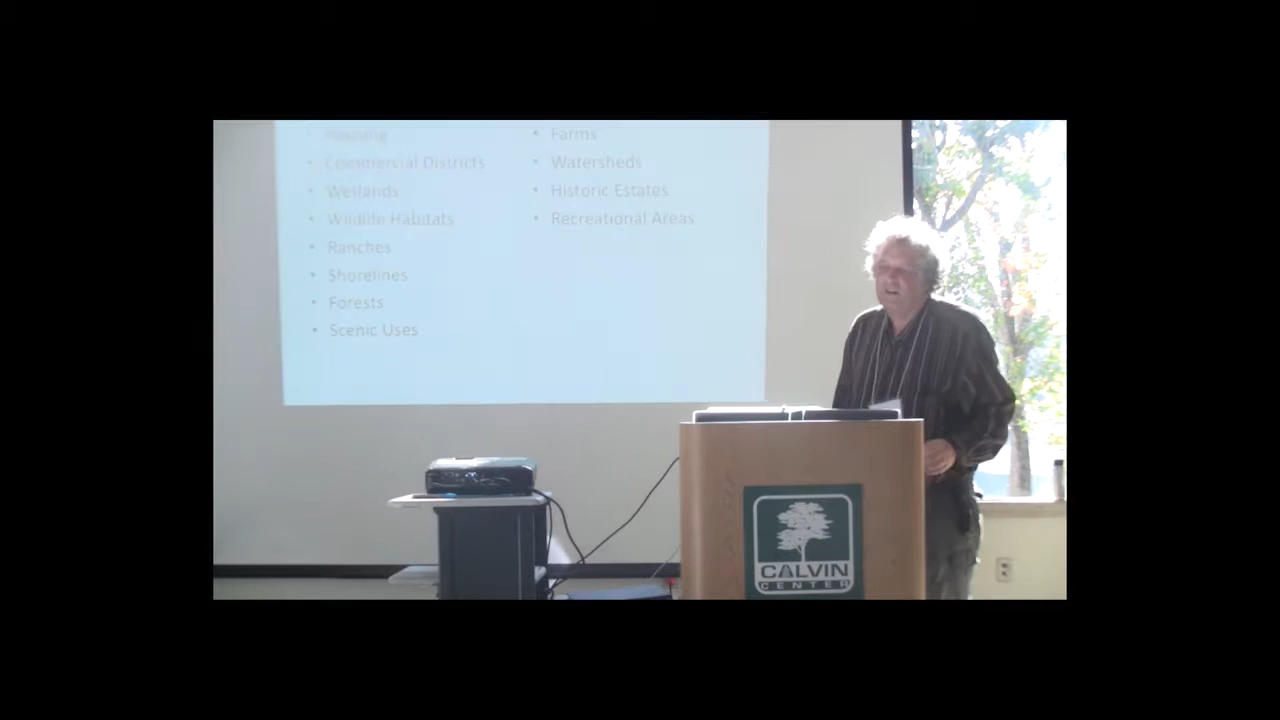 • Commercial Districts
• Wetlands
• Wildlife Habitats
• Ranches
• Shorelines
• Forests
• Scenic Uses
• Farms
• Watersheds
• Historic Estates
• Recreational Areas
CALVIN
CENTER